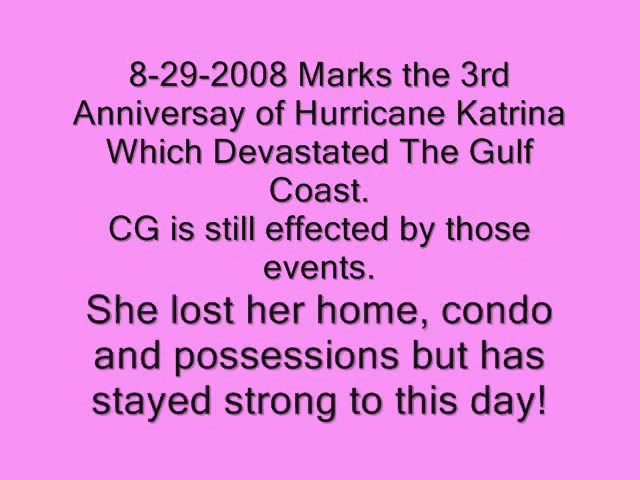 8-29-2008 Marks the 3rd
Anniversay of Hurricane Katrina
Which Devastated The Gulf
Coast.
CG is still effected by those
events.
She lost her home, condo
and possessions but has
stayed strong to this day!